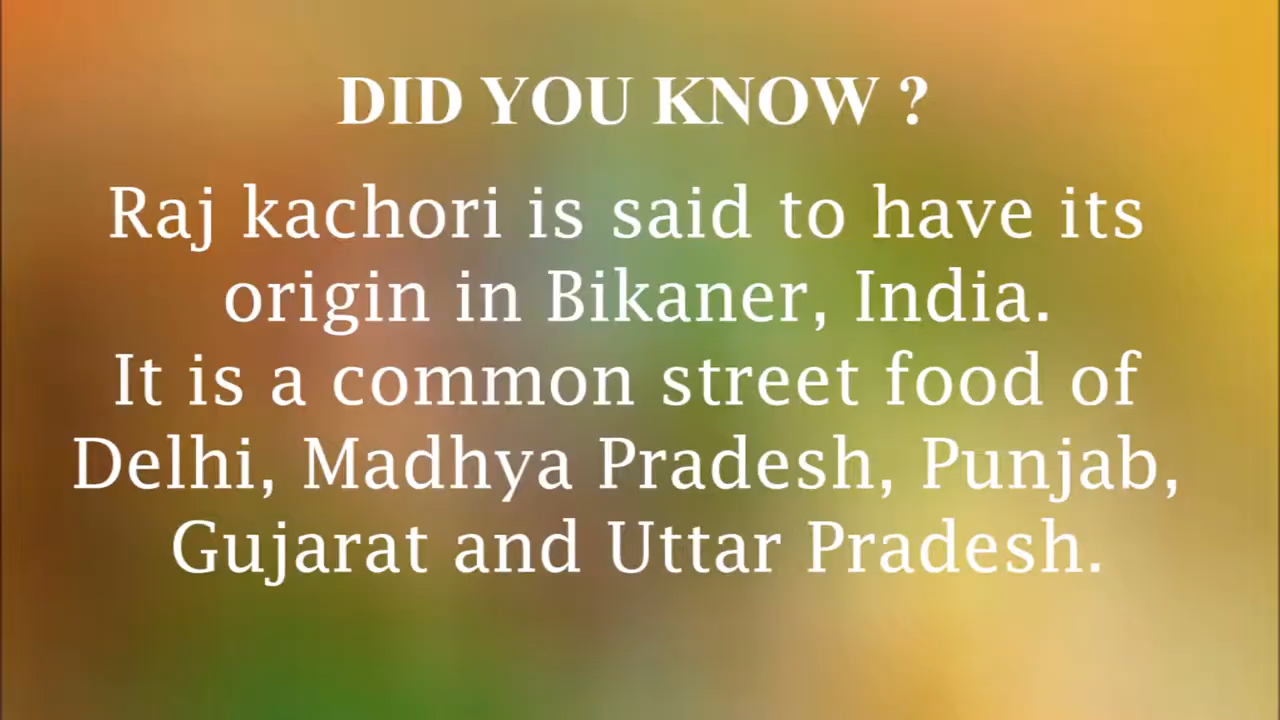 DID YOU KNOW ?
Raj kachori is said to have its
origin in Bikaner, India.
It is a common street food of
Delhi, Madhya Pradesh, Punjab,
Gujarat and Uttar Pradesh.